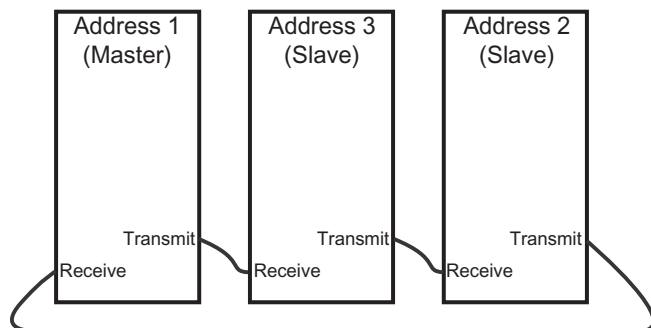 Address 1
(Master)
Transmit
Receive
Address 3
(Slave)
Transmit
Receive
Address 2
(Slave)
Transmit
Receive